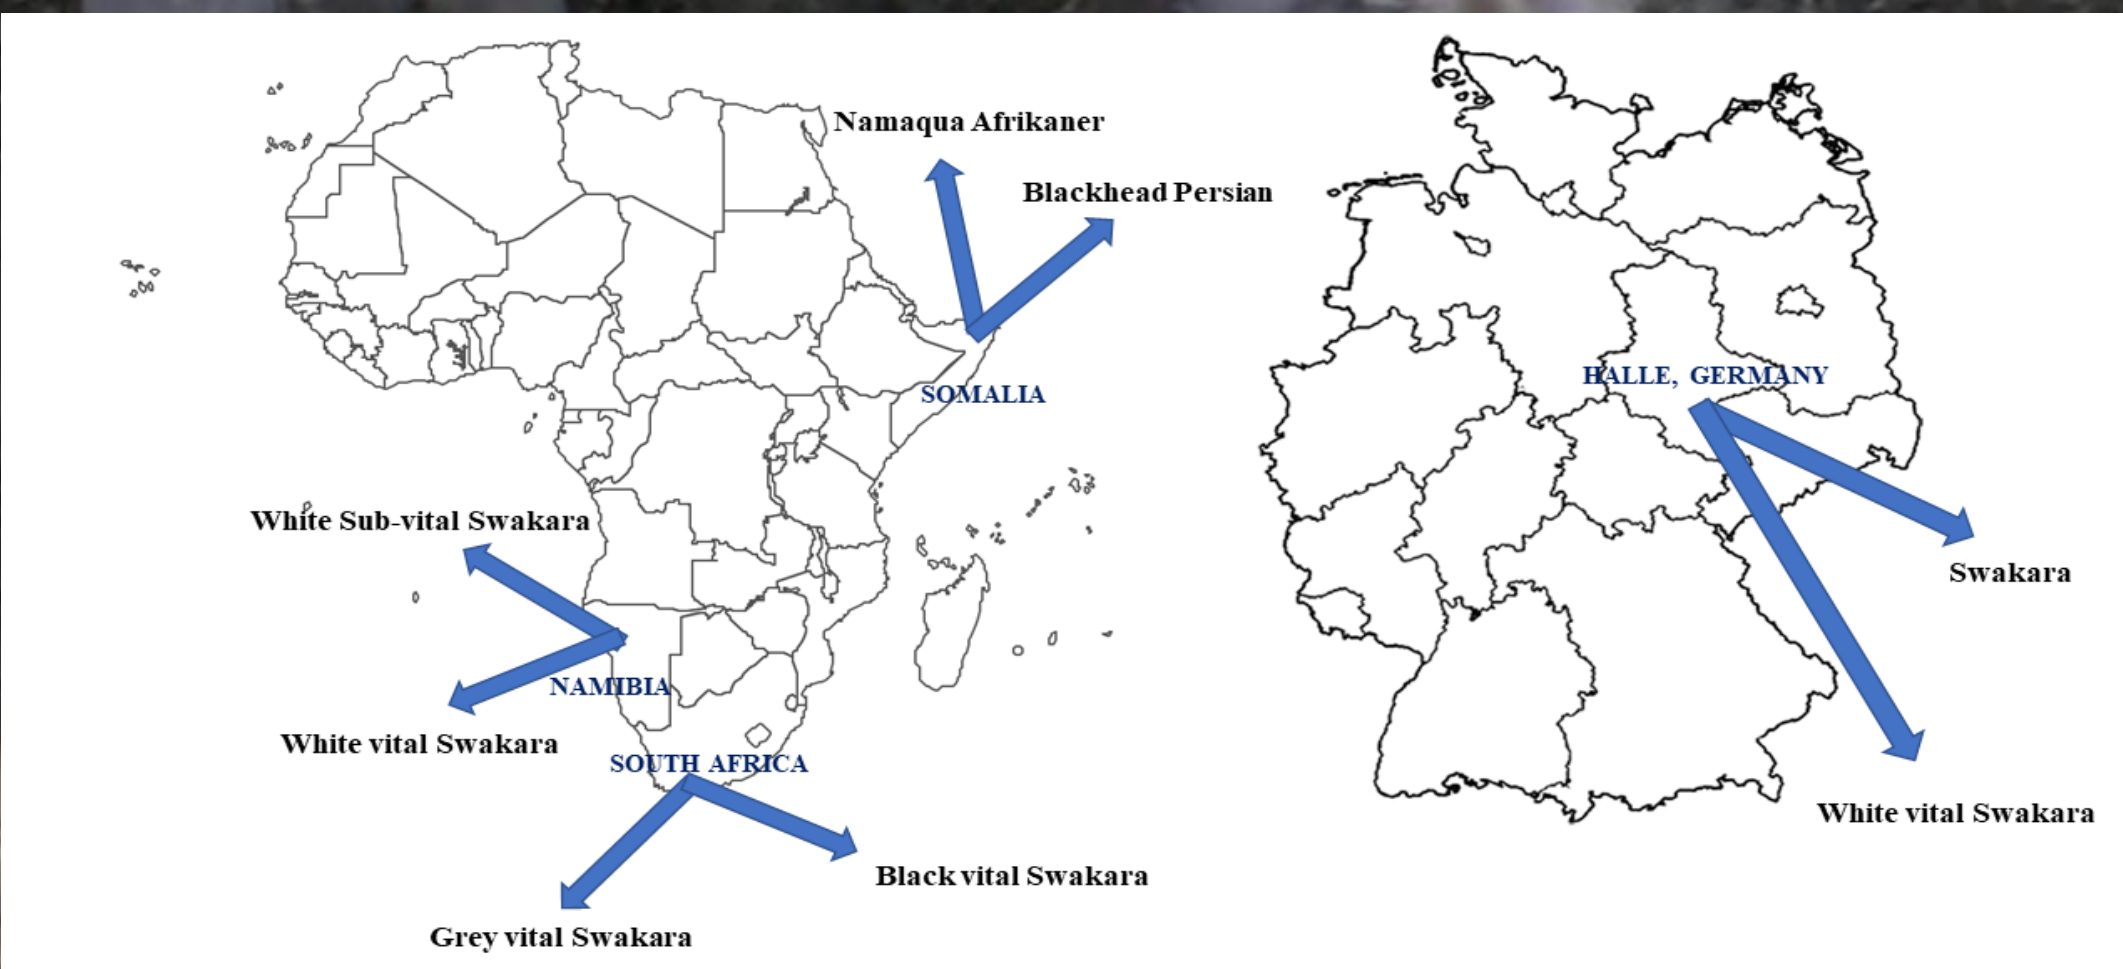 Namaqua Afrikaner
Blackhead Persian
SOMALIA
White Sub-vital Swakara
NAMIBIA
White vital Swakara
SOUTH AFRICA
Black vital Swakara
Grey vital Swakara
HALLE, GERMANY
Swakara
White vital Swakara